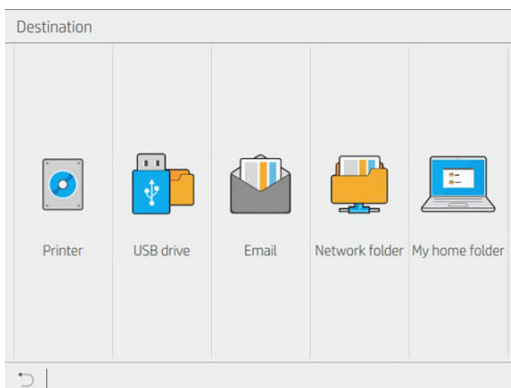 Destination
Printer
USB drive
Email
Network folder
My home folder